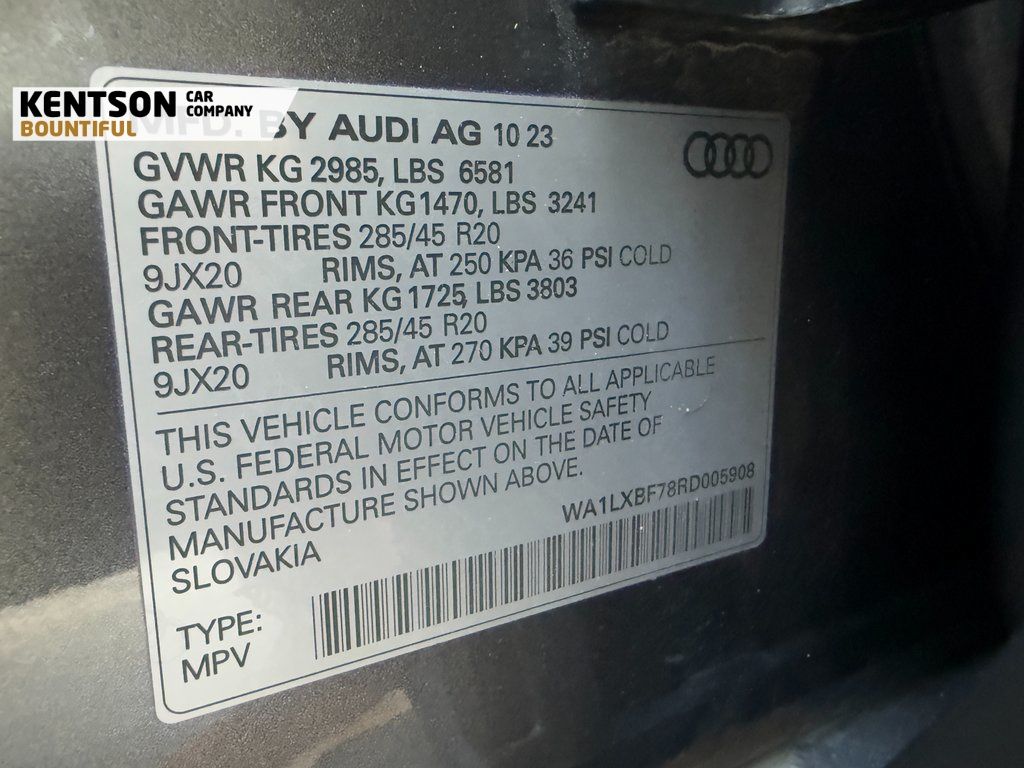 KENTSON CAR COMPANY
BOUNTIFUL
MFD. BY AUDI AG 10 23
GVWR KG 2985, LBS 6581
GAWR FRONT KG1470, LBS 3241
FRONT-TIRES 285/45 R20
9JX20 RIMS, AT 250 KPA 36 PSI COLD
GAWR REAR KG1725, LBS 3803
REAR-TIRES 285/45 R20
9JX20 RIMS, AT 270 KPA 39 PSI COLD
THIS VEHICLE CONFORMS TO ALL APPLICABLE
U.S. FEDERAL MOTOR VEHICLE SAFETY
STANDARDS IN EFFECT ON THE DATE OF
MANUFACTURE SHOWN ABOVE.
SLOVAKIA
WA1LXBF78RD005908
TYPE:
MPV